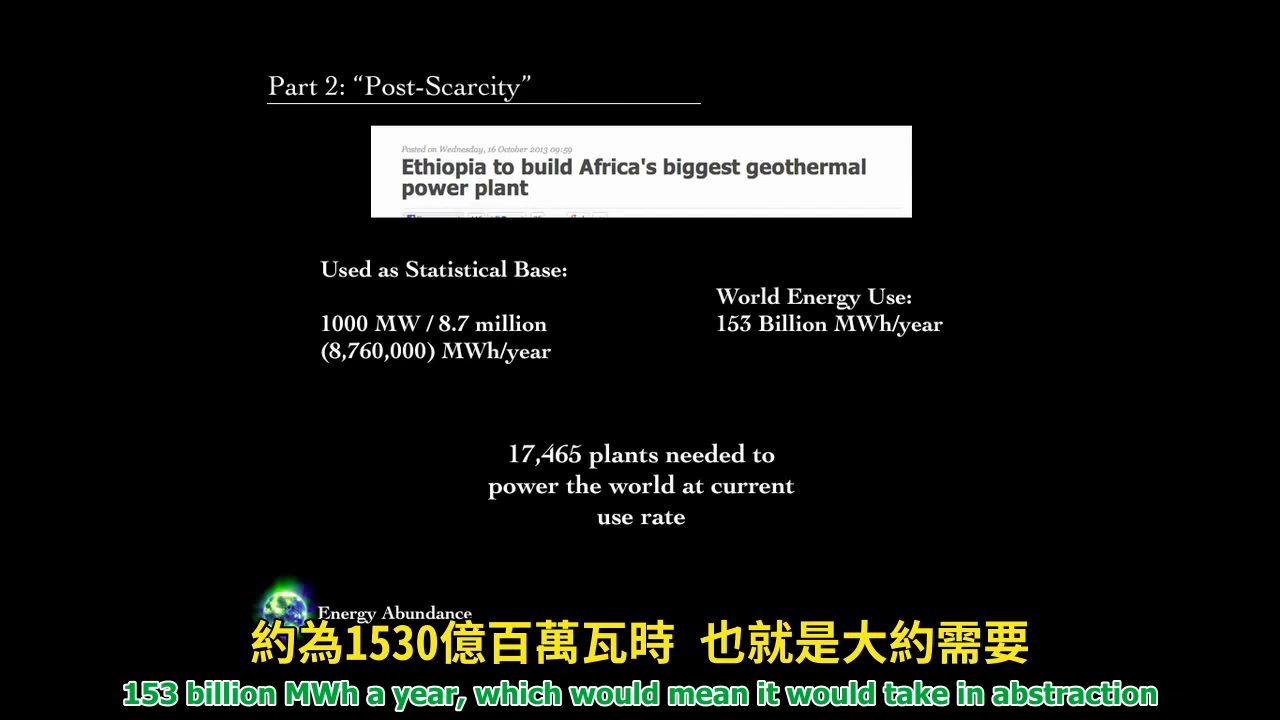 Part 2: “Post-Scarcity”
Posted on Wednesday, 16 October 2013 09:59
Ethiopia to build Africa's biggest geothermal
power plant
Used as Statistical Base:
1000 MW / 8.7 million
(8,760,000) MWh/year
World Energy Use:
153 Billion MWh/year
17,465 plants needed to
power the world at current
use rate
Energy Abundance
約為1530億百萬瓦時 也就是大約需要
153 billion MWh a year, which would mean it would take in abstraction